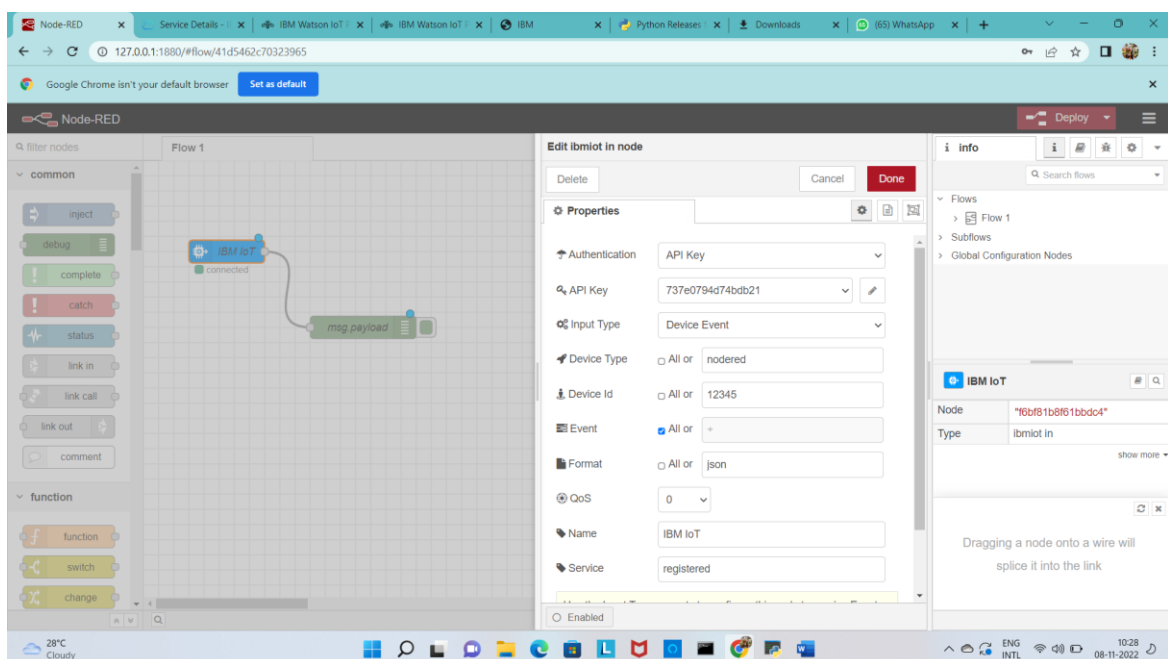 Node-RED
Service Details - I
IBM Watson IoT P
IBM Watson IoT P
IBM
Python Releases
Downloads
(65) WhatsApp
127.0.0.1:1880/#flow/41d5462c70323965
Google Chrome isn't your default browser Set as default
Node-RED Deploy
filter nodes
common
inject
debug
complete
catch
status
link in
link call
link out
comment
function
function
switch
change
Flow 1
IBM IoT
connected
msg.payload
Edit ibmiot in node
Delete Cancel Done
Properties
Authentication API Key
API Key 737e0794d74bdb21
Input Type Device Event
Device Type All or nodered
Device Id All or 12345
Event All or +
Format All or json
QoS 0
Name IBM IoT
Service registered
Enabled
i info
Search flows
Flows
Flow 1
Subflows
Global Configuration Nodes
IBM IoT
Node "f6bf81b8f61bbdc4"
Type ibmiot in
show more
Dragging a node onto a wire will
splice it into the link
28°C
Cloudy
ENG
INTL
10:28
08-11-2022